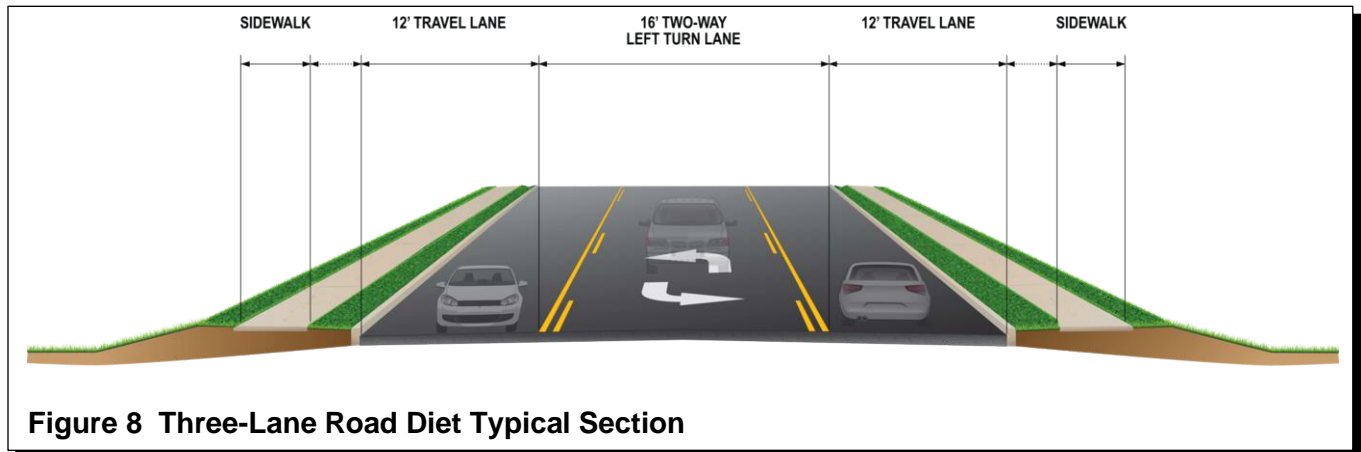 SIDEWALK
12’ TRAVEL LANE
16’ TWO-WAY
LEFT TURN LANE
12’ TRAVEL LANE
SIDEWALK
Figure 8 Three-Lane Road Diet Typical Section